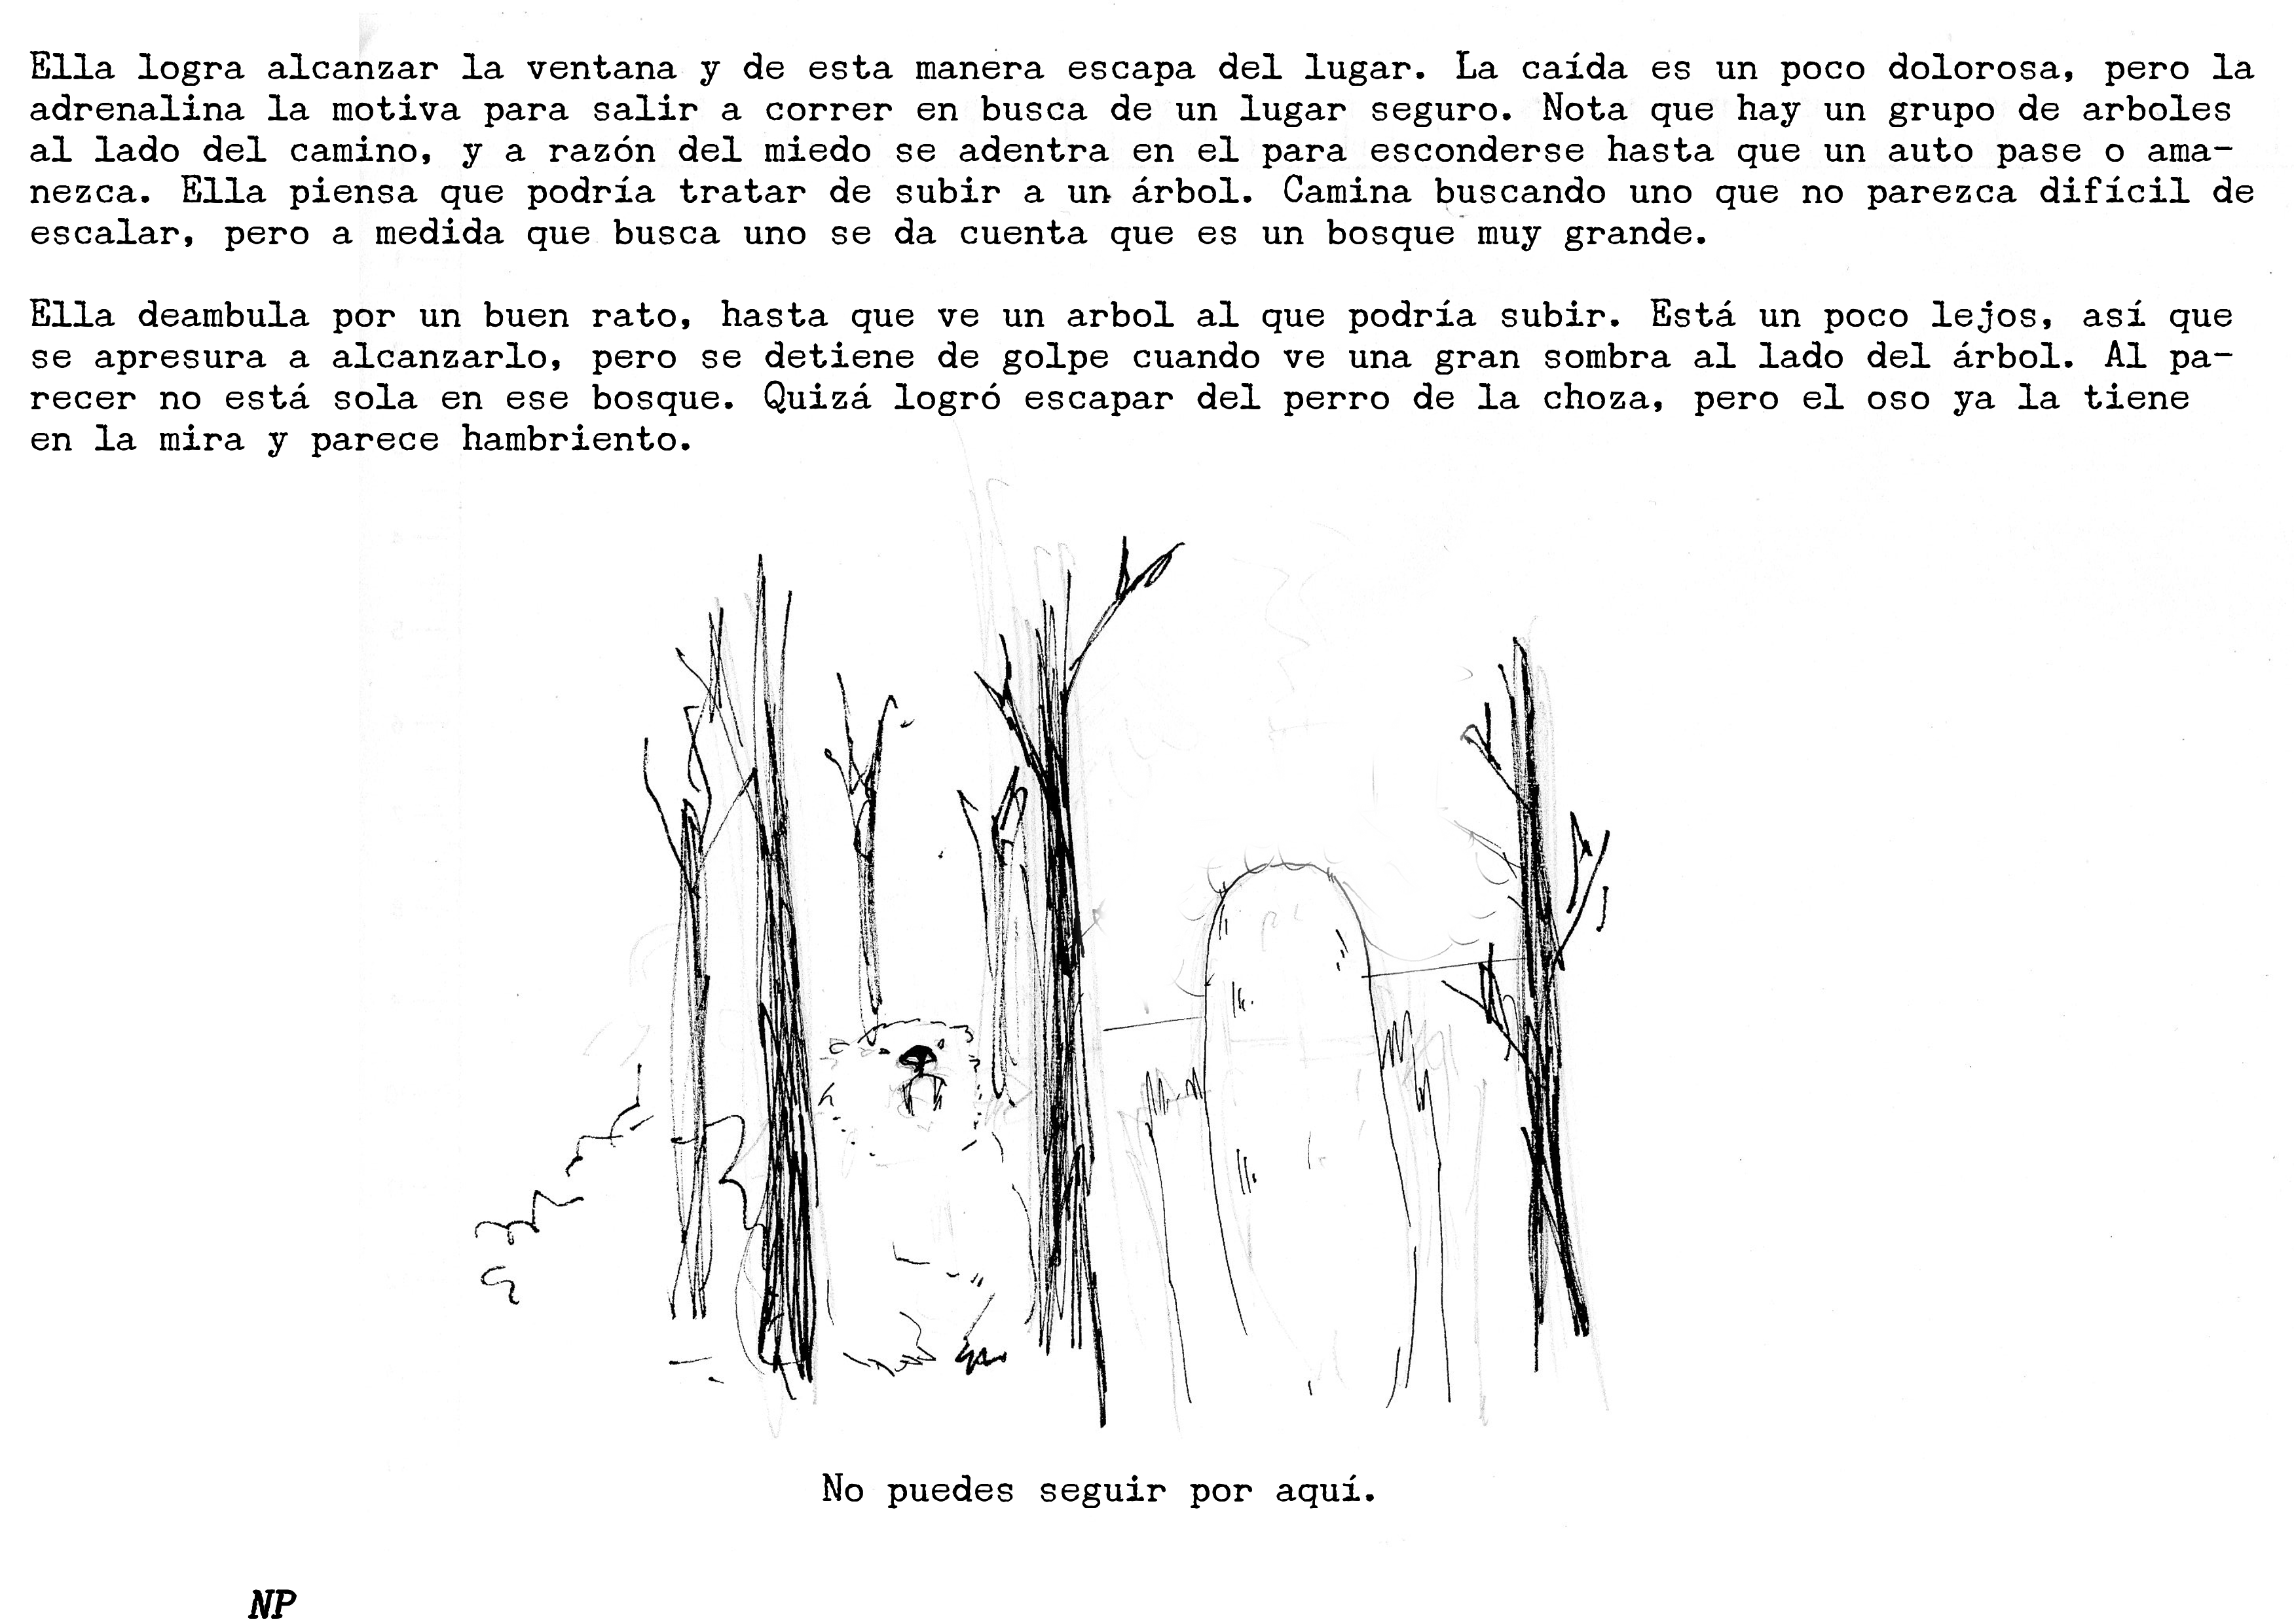 Ella logra alcanzar la ventana y de esta manera escapa del lugar. La caída es un poco dolorosa, pero la
adrenalina la motiva para salir a correr en busca de un lugar seguro. Nota que hay un grupo de arboles
al lado del camino, y a razón del miedo se adentra en el para esconderse hasta que un auto pase o ama-
nezca. Ella piensa que podría tratar de subir a un árbol. Camina buscando uno que no parezca difícil de
escalar, pero a medida que busca uno se da cuenta que es un bosque muy grande.
Ella deambula por un buen rato, hasta que ve un arbol al que podría subir. Está un poco lejos, así que
se apresura a alcanzarlo, pero se detiene de golpe cuando ve una gran sombra al lado del árbol. Al pa-
recer no está sola en ese bosque. Quizá logró escapar del perro de la choza, pero el oso ya la tiene
en la mira y parece hambriento.
No puedes seguir por aquí.
NP